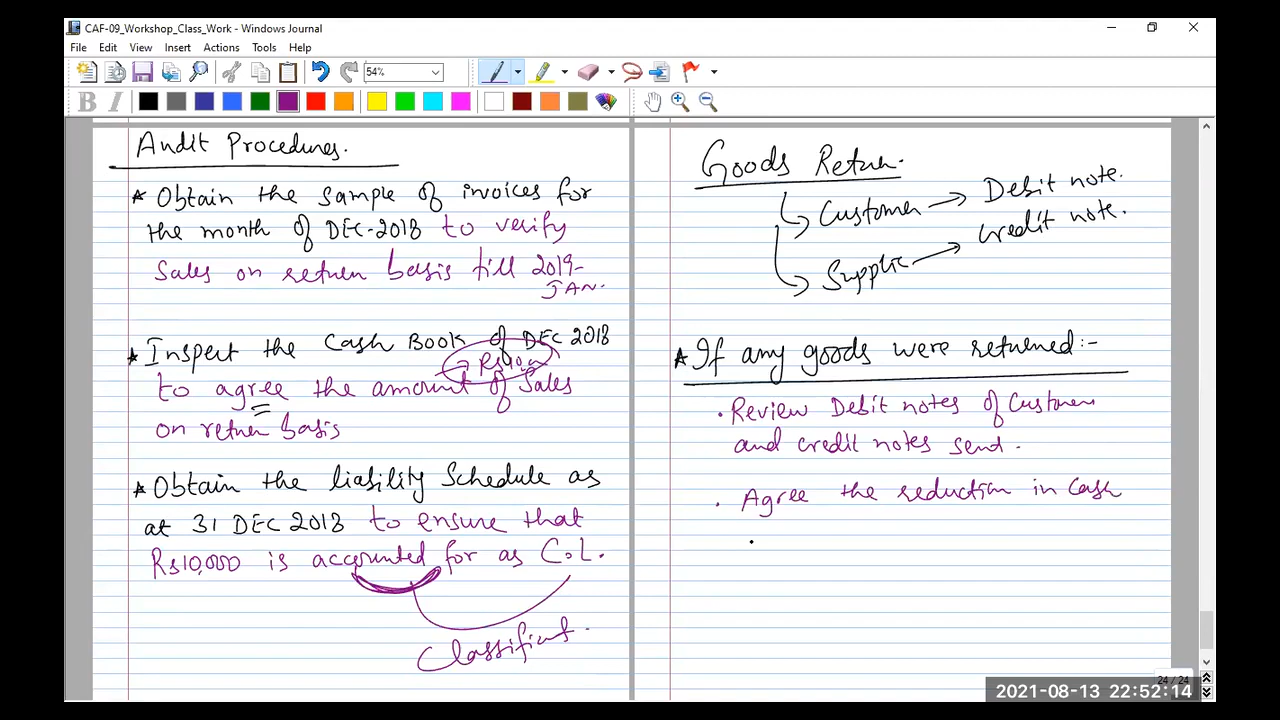 CAF-09_Workshop_Class_Work - Windows Journal
File Edit View Insert Actions Tools Help
54%
B I
Audit Procedures.
* Obtain the sample of invoices for
the month of DEC-2018 to verify
Sales on return basis till 2019-
JAN.
* Inspect the Cash Book of DEC 2018
to agree the amount of Sales
on return basis
* Obtain the liability Schedule as
at 31 DEC 2018 to ensure that
Rs10,000 is accounted for as C.L.
Goods Return.
Customer → Debit note.
Credit note.
* If any goods were returned:-
. Review Debit notes of Customers
and credit notes send.
. Agree the reduction in Cash
24 / 24
2021-08-13 22:52:14